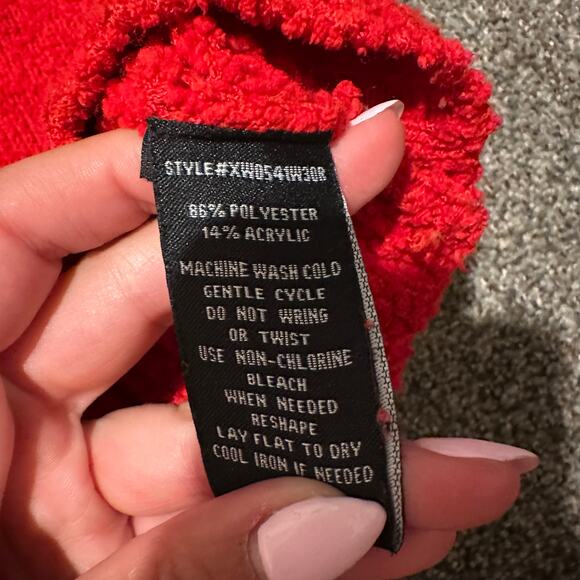 STYLE#XW0541W30R
86% POLYESTER
14% ACRYLIC
MACHINE WASH COLD
GENTLE CYCLE
DO NOT WRING
OR TWIST
USE NON-CHLORINE
BLEACH
WHEN NEEDED
RESHAPE
LAY FLAT TO DRY
COOL IRON IF NEEDED